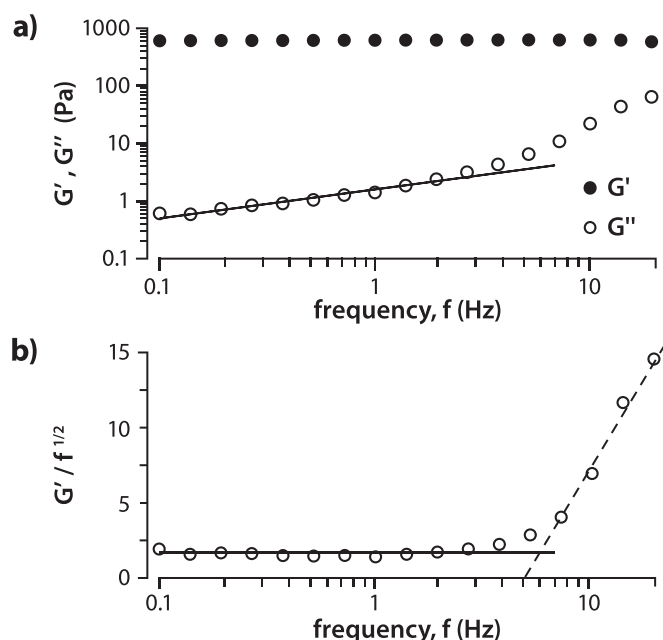 a)
1000
100
10
1
0.1
G', G'' (Pa)
G'
G''
0.1
1
10
frequency, f (Hz)
b)
15
10
5
0
G' / f 1/2
0.1
1
10
frequency, f (Hz)